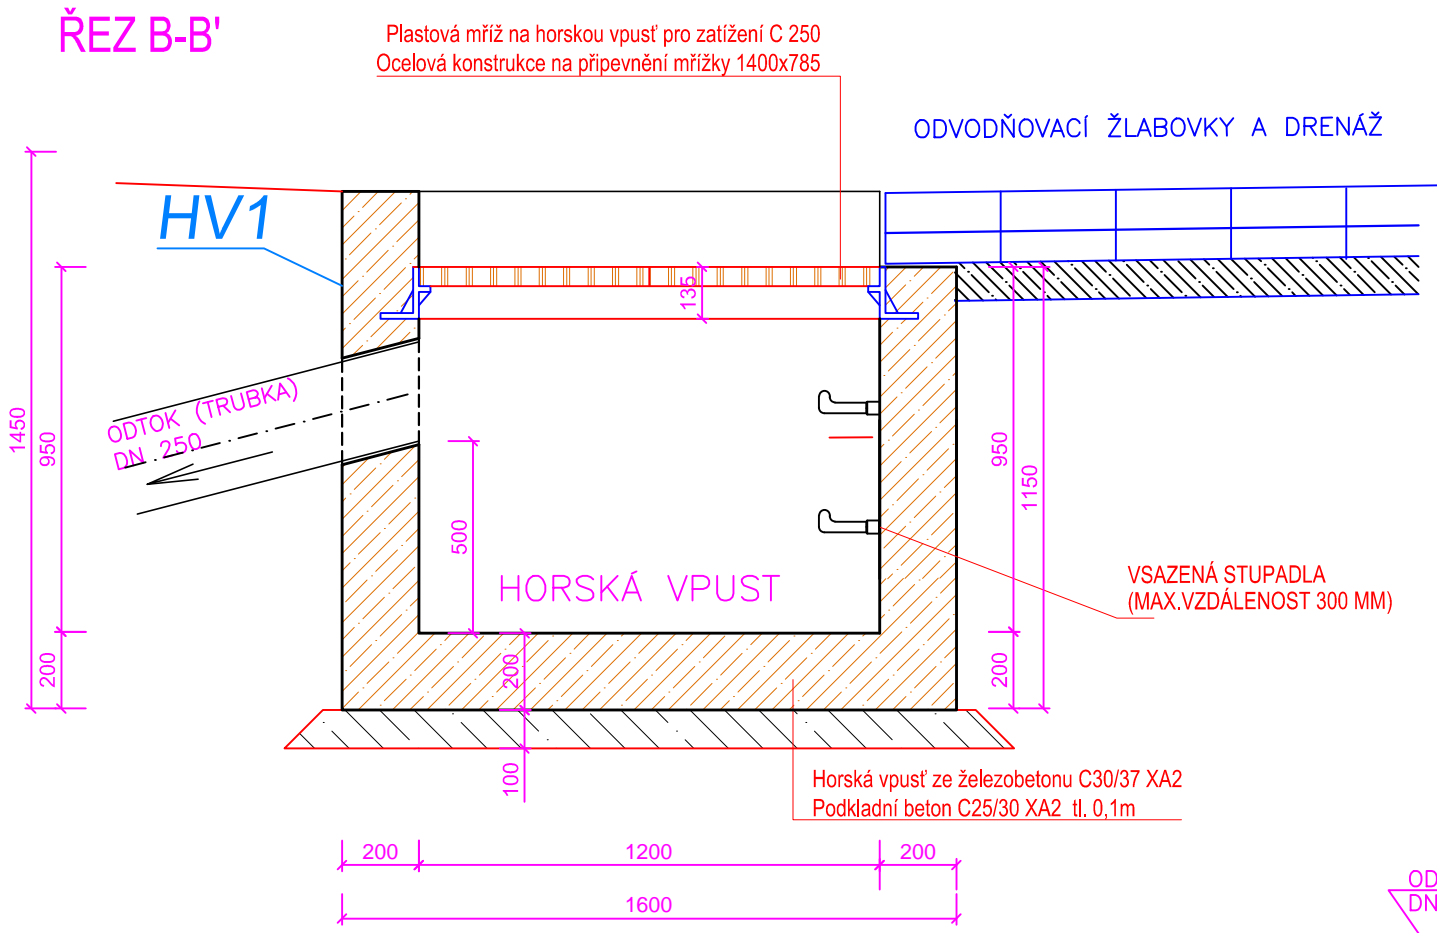 ŘEZ B-B'
Plastová mříž na horskou vpusť pro zatížení C 250
Ocelová konstrukce na připevnění mřížky 1400x785
ODVODŇOVACÍ ŽLABOVKY A DRENÁŽ
HV1
135
ODTOK (TRUBKA)
DN 250
1450
950
200
500
HORSKÁ VPUST
200
100
950
1150
200
VSAZENÁ STUPADLA
(MAX.VZDÁLENOST 300 MM)
Horská vpusť ze železobetonu C30/37 XA2
Podkladní beton C25/30 XA2 tl. 0,1m
200
1200
200
1600
OD
DN